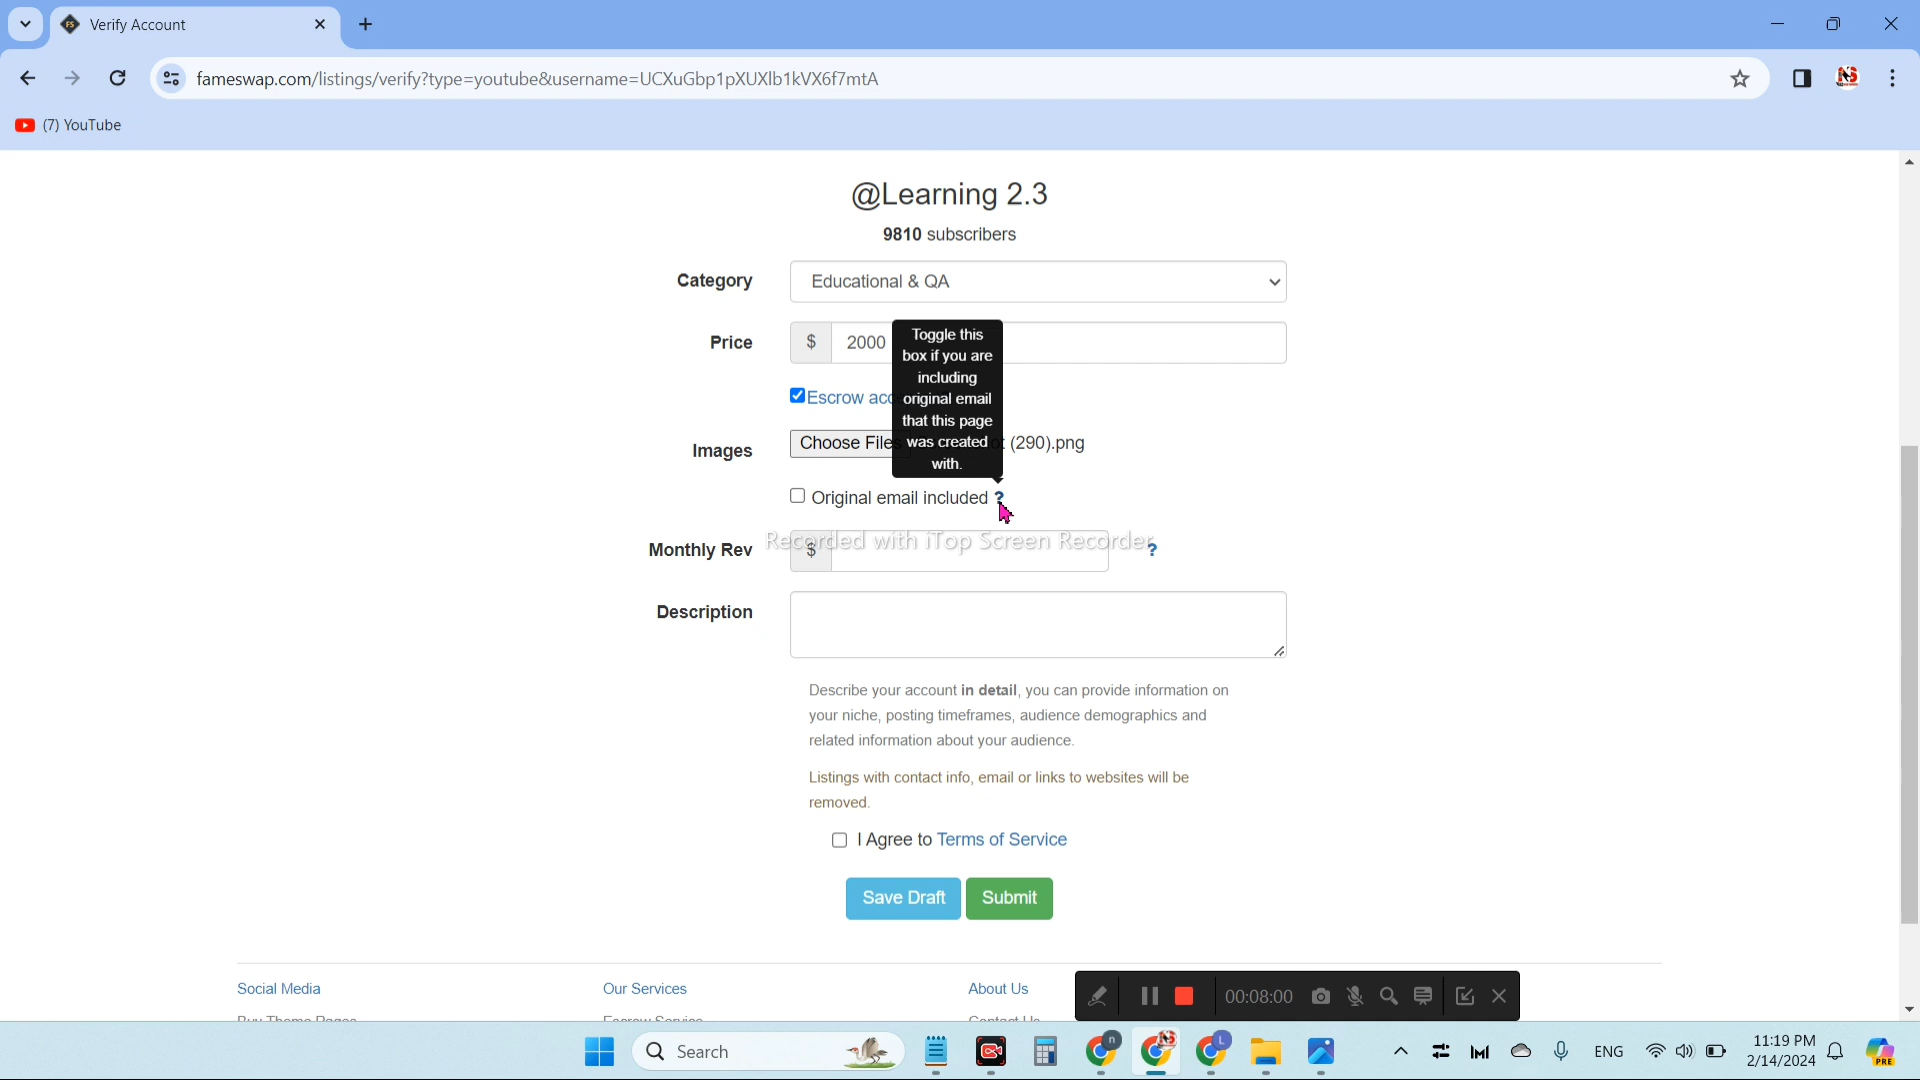 Verify Account
fameswap.com/listings/verify?type=youtube&username=UCXuGbp1pXUXlb1kVX6f7mtA
(7) YouTube
@Learning 2.3
9810 subscribers
Category
Educational & QA
Price
$
2000
Toggle this
box if you are
including
original email
that this page
was created
with.
Escrow
Images
Choose Files
(290).png
Original email included ?
Monthly Rev
$
?
Recorded with iTop Screen Recorder
Description
Describe your account in detail, you can provide information on
your niche, posting timeframes, audience demographics and
related information about your audience.
Listings with contact info, email or links to websites will be
removed.
I Agree to Terms of Service
Save Draft
Submit
Social Media
Our Services
About Us
00:08:00
Search
ENG
11:19 PM
2/14/2024
PRE